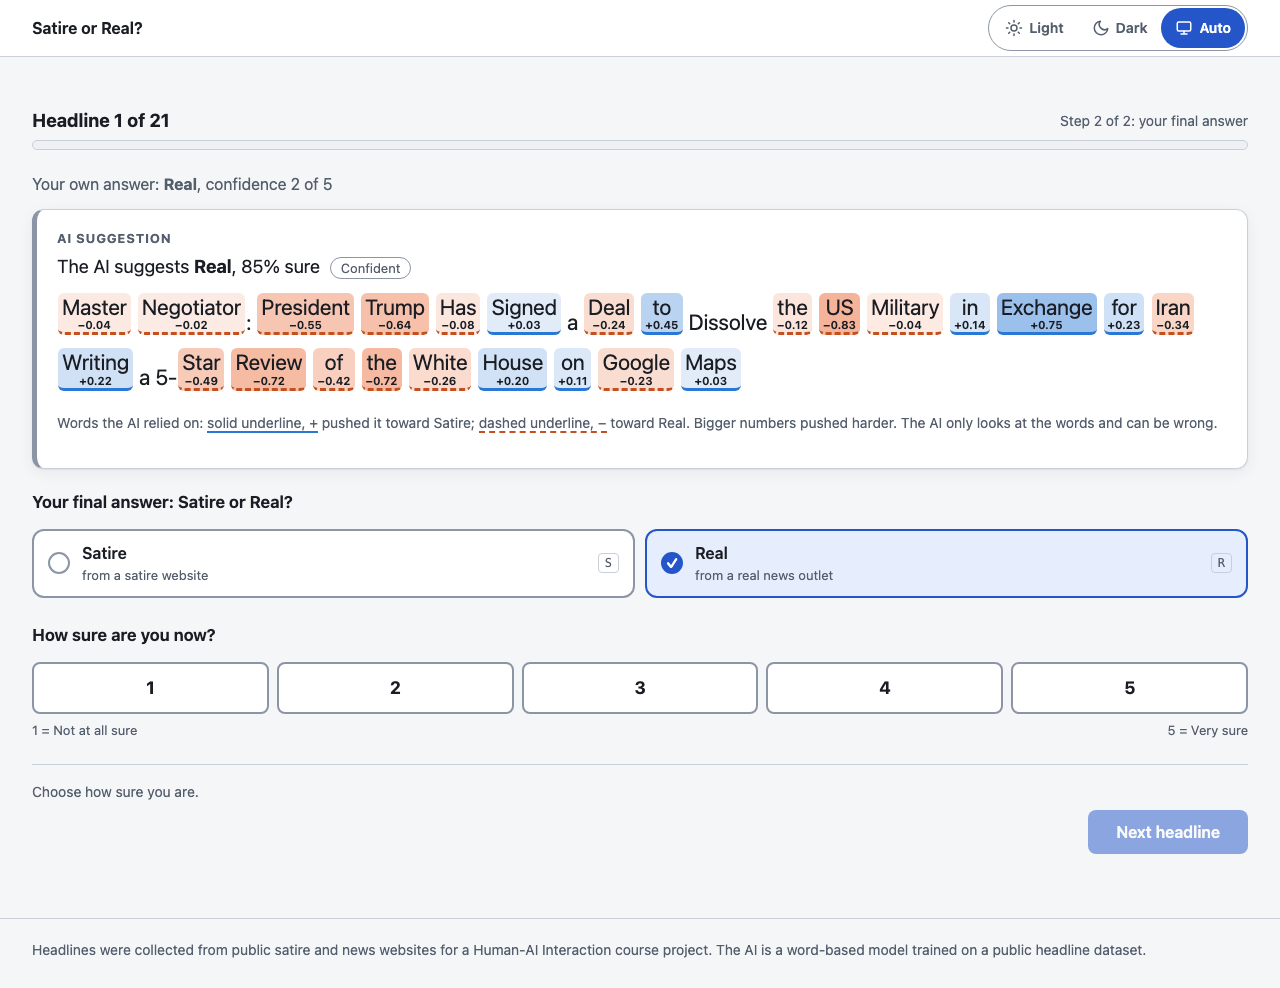 Satire or Real?
Light
Dark
Auto
Headline 1 of 21
Step 2 of 2: your final answer
Your own answer: Real, confidence 2 of 5
AI SUGGESTION
The AI suggests Real, 85% sure
Confident
Master Negotiator: President Trump Has Signed a Deal to Dissolve the US Military in Exchange for Iran
−0.04 −0.02 −0.55 −0.64 −0.08 +0.03 −0.24 +0.45 −0.12 −0.83 −0.04 +0.14 +0.75 +0.23 −0.34
Writing a 5-Star Review of the White House on Google Maps
+0.22 −0.49 −0.72 −0.42 −0.72 −0.26 +0.20 +0.11 −0.23 +0.03
Words the AI relied on: solid underline, + pushed it toward Satire; dashed underline, − toward Real. Bigger numbers pushed harder. The AI only looks at the words and can be wrong.
Your final answer: Satire or Real?
Satire
from a satire website
S
Real
from a real news outlet
R
How sure are you now?
1
2
3
4
5
1 = Not at all sure
5 = Very sure
Choose how sure you are.
Next headline
Headlines were collected from public satire and news websites for a Human-AI Interaction course project. The AI is a word-based model trained on a public headline dataset.